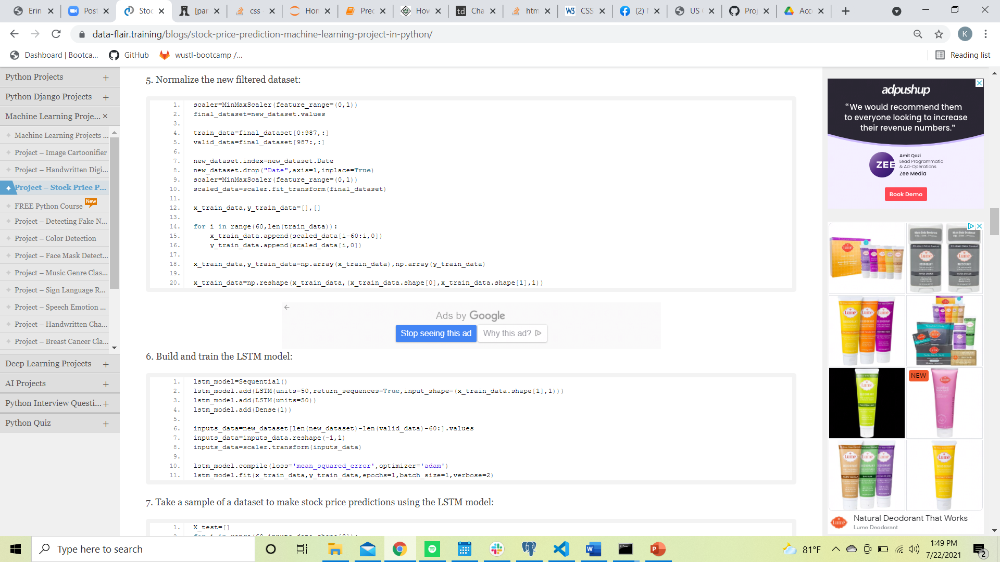 Erin
Post
Stoc
[par
css
Hor
Prec
How
Cha
htm
CSS
(2)
US
Proj
Acc
data-flair.training/blogs/stock-price-prediction-machine-learning-project-in-python/
K
Dashboard | Bootca...
GitHub
wustl-bootcamp /...
Reading list
Python Projects
Python Django Projects
Machine Learning Proje...
Machine Learning Projects ...
Project – Image Cartoonifier
Project – Handwritten Digi...
Project – Stock Price P...
FREE Python Course
New
Project – Detecting Fake N...
Project – Color Detection
Project – Face Mask Detect...
Project – Music Genre Clas...
Project – Sign Language R...
Project – Speech Emotion ...
Project – Handwritten Cha...
Project – Breast Cancer Cla...
Deep Learning Projects
AI Projects
Python Interview Questi...
Python Quiz
5. Normalize the new filtered dataset:
1. scaler=MinMaxScaler(feature_range=(0,1))
2. final_dataset=new_dataset.values
3.
4. train_data=final_dataset[0:987,:]
5. valid_data=final_dataset[987:,:]
6.
7. new_dataset.index=new_dataset.Date
8. new_dataset.drop("Date",axis=1,inplace=True)
9. scaler=MinMaxScaler(feature_range=(0,1))
10. scaled_data=scaler.fit_transform(final_dataset)
11.
12. x_train_data,y_train_data=[],[]
13.
14. for i in range(60,len(train_data)):
15. x_train_data.append(scaled_data[i-60:i,0])
16. y_train_data.append(scaled_data[i,0])
17.
18. x_train_data,y_train_data=np.array(x_train_data),np.array(y_train_data)
19.
20. x_train_data=np.reshape(x_train_data,(x_train_data.shape[0],x_train_data.shape[1],1))
Ads by Google
Stop seeing this ad
Why this ad?
6. Build and train the LSTM model:
1. lstm_model=Sequential()
2. lstm_model.add(LSTM(units=50,return_sequences=True,input_shape=(x_train_data.shape[1],1)))
3. lstm_model.add(LSTM(units=50))
4. lstm_model.add(Dense(1))
5.
6. inputs_data=new_dataset[len(new_dataset)-len(valid_data)-60:].values
7. inputs_data=inputs_data.reshape(-1,1)
8. inputs_data=scaler.transform(inputs_data)
9.
10. lstm_model.compile(loss='mean_squared_error',optimizer='adam')
11. lstm_model.fit(x_train_data,y_train_data,epochs=1,batch_size=1,verbose=2)
7. Take a sample of a dataset to make stock price predictions using the LSTM model:
1. X_test=[]
adpushup
“We would recommend them
to everyone looking to increase
their revenue numbers.”
ZEE
Amit Qazi
Lead Programmatic
& Ad-Operations
Zee Media
Book Demo
NEW
Lume
Natural Deodorant That Works
Lume Deodorant
Type here to search
81°F
1:49 PM
7/22/2021
2